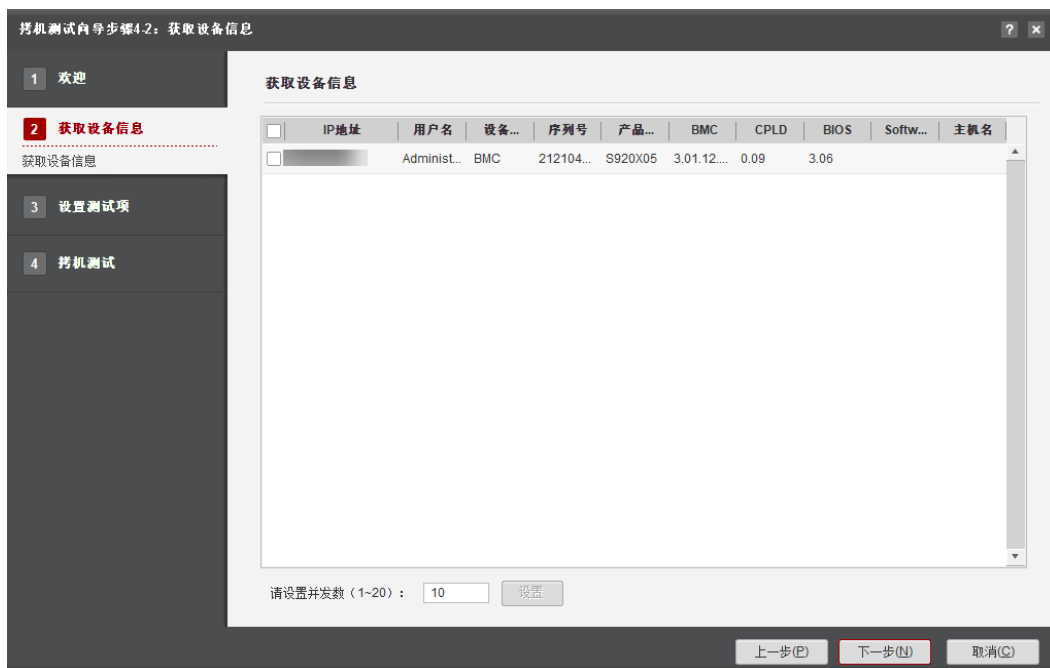 拷机测试向导步骤4-2：获取设备信息 ? ×
1 欢迎
获取设备信息
2 获取设备信息
获取设备信息
IP地址 用户名 设备... 序列号 产品... BMC CPLD BIOS Softw... 主机名
Administ... BMC 212104... S920X05 3.01.12.... 0.09 3.06
3 设置测试项
4 拷机测试
请设置并发数（1~20）： 10 设置
上一步(P) 下一步(N) 取消(C)